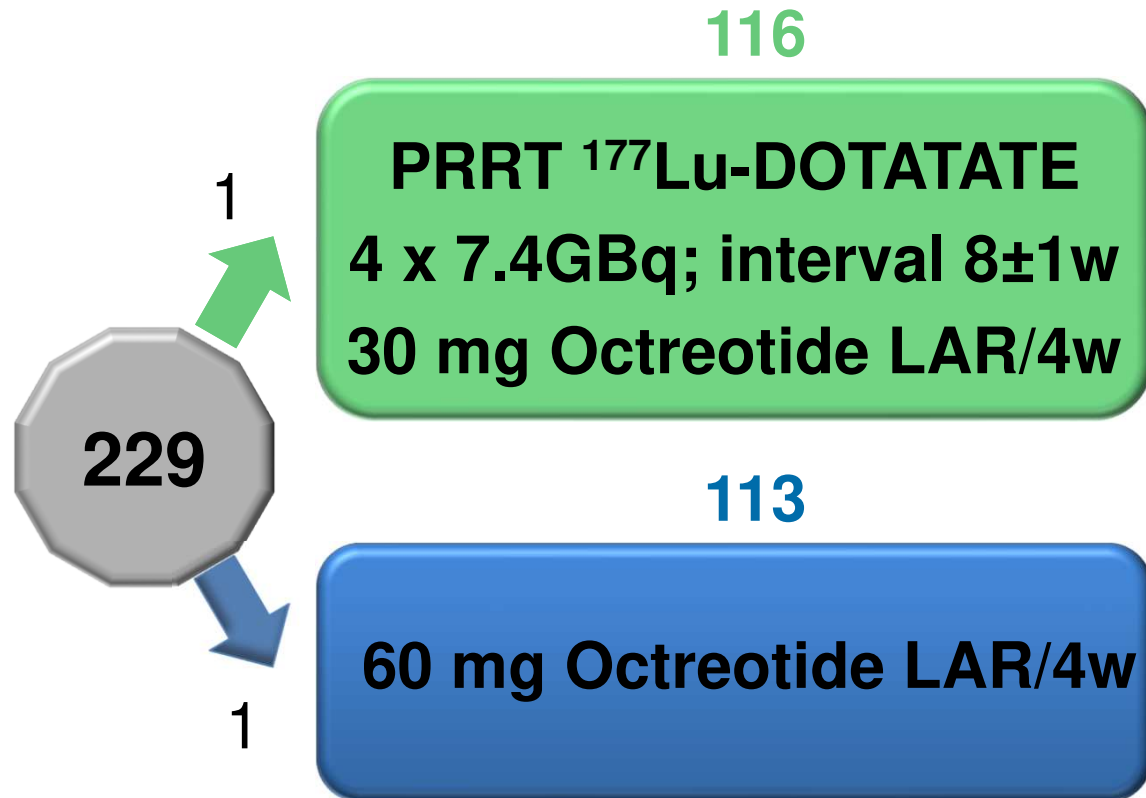 116
PRRT ¹⁷⁷Lu-DOTATATE
4 x 7.4GBq; interval 8±1w
30 mg Octreotide LAR/4w
1
229
113
60 mg Octreotide LAR/4w
1